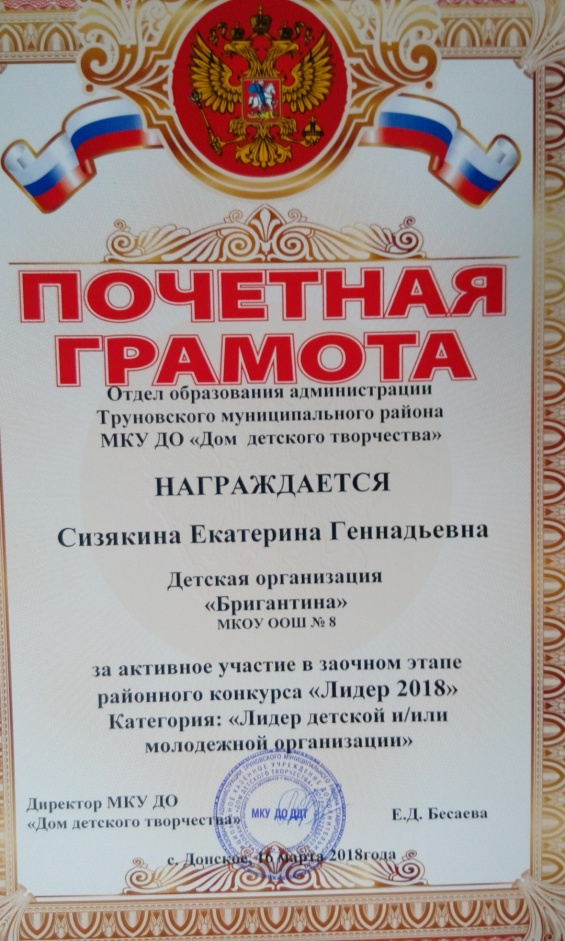 ПОЧЕТНАЯ
ГРАМОТА
Отдел образования администрации
Труновского муниципального района
МКУ ДО «Дом детского творчества»
НАГРАЖДАЕТСЯ
Сизякина Екатерина Геннадьевна
Детская организация
«Бригантина»
МКОУ ООШ № 8
за активное участие в заочном этапе
районного конкурса «Лидер 2018»
Категория: «Лидер детской и/или
молодежной организации»
Директор МКУ ДО
«Дом детского творчества»
Е.Д. Бесаева
МКУ ДО ДДТ
с. Донское, 16 марта 2018года